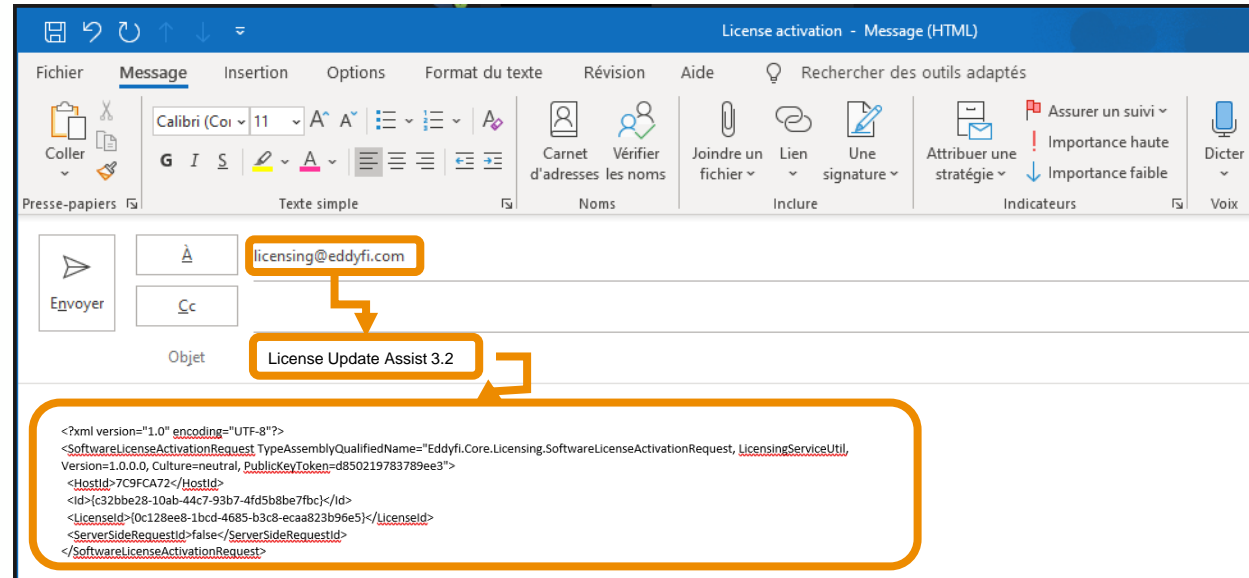 License activation - Message (HTML)
Fichier Message Insertion Options Format du texte Révision Aide Rechercher des outils adaptés
Coller
Presse-papiers
Calibri (Coı 11 A A A
G I S A
Texte simple
Carnet d'adresses
Vérifier les noms
Noms
Joindre un fichier
Lien
Une signature
Inclure
Attribuer une stratégie
Assurer un suivi
Importance haute
Importance faible
Indicateurs
Dicter
Voix
Envoyer
À
licensing@eddyfi.com
Cc
Objet
License Update Assist 3.2
<?xml version="1.0" encoding="UTF-8"?>
<SoftwareLicenseActivationRequest TypeAssemblyQualifiedName="Eddyfi.Core.Licensing.SoftwareLicenseActivationRequest, LicensingServiceUtil,
Version=1.0.0.0, Culture=neutral, PublicKeyToken=d850219783789ee3">
<HostId>7C9FCA72</HostId>
<Id>{c32bbe28-10ab-44c7-93b7-4fd5b8be7fbc}</Id>
<LicenseId>{0c128ee8-1bcd-4685-b3c8-ecaa823b96e5}</LicenseId>
<ServerSideRequestId>false</ServerSideRequestId>
</SoftwareLicenseActivationRequest>